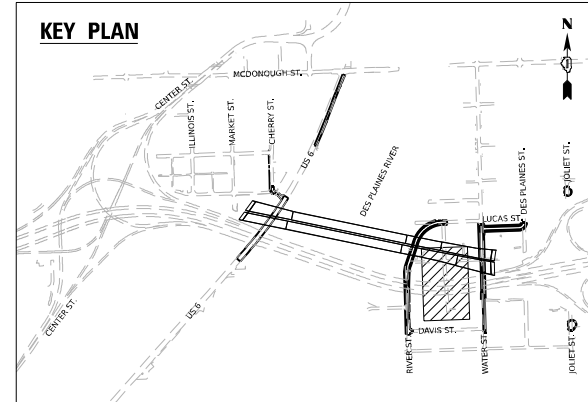 KEY PLAN
N
MCDONOUGH ST.
CENTER ST.
ILLINOIS ST.
MARKET ST.
CHERRY ST.
US 6
DES PLAINES RIVER
DES PLAINES ST.
JOLIET ST.
LUCAS ST.
US 6
CENTER ST.
DAVIS ST.
RIVER ST.
WATER ST.
JOLIET ST.